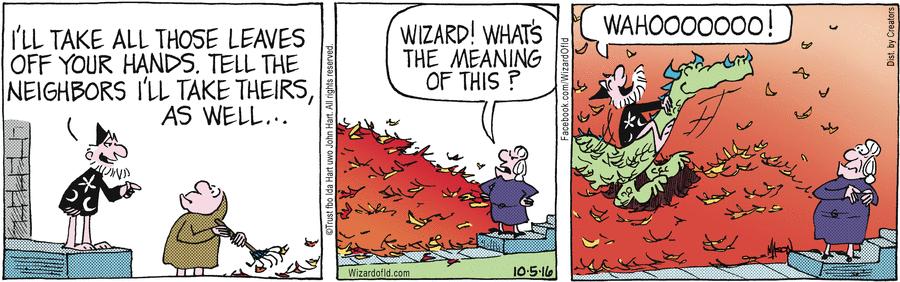 I'LL TAKE ALL THOSE LEAVES
OFF YOUR HANDS. TELL THE
NEIGHBORS I'LL TAKE THEIRS,
AS WELL...
©Trust fbo Ida Hart uwo John Hart. All rights reserved.
WIZARD! WHAT'S
THE MEANING
OF THIS?
WizardofId.com
10·5·16
Facebook.com/WizardOfId
WAHOOOOOOO!
Dist. by Creators